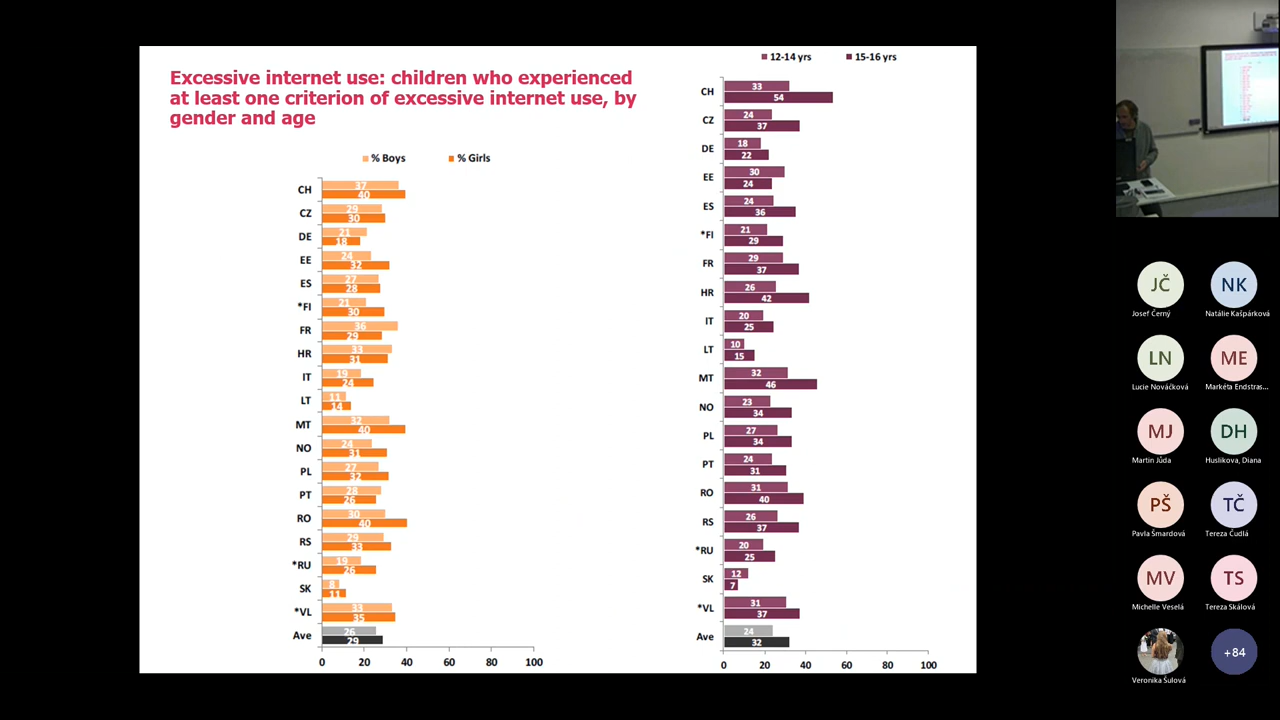 Excessive internet use: children who experienced
at least one criterion of excessive internet use, by
gender and age
% Boys % Girls
CH 37 40
CZ 29 30
DE 21 18
EE 24 32
ES 27 28
*FI 21 30
FR 36 29
HR 33 31
IT 19 24
LT 11 14
MT 32 40
NO 24 31
PL 27 32
PT 28 26
RO 30 40
RS 29 33
*RU 19 26
SK 8 11
*VL 33 35
Ave 26 29
0 20 40 60 80 100
12-14 yrs 15-16 yrs
CH 33 54
CZ 24 37
DE 18 22
EE 30 24
ES 24 36
*FI 21 29
FR 29 37
HR 26 42
IT 20 25
LT 10 15
MT 32 46
NO 23 34
PL 27 34
PT 24 31
RO 31 40
RS 26 37
*RU 20 25
SK 12 7
*VL 31 37
Ave 24 32
0 20 40 60 80 100
JČ NK
Josef Černý Natálie Kašpárková
LN ME
Lucie Nováčková Markéta Endstras...
MJ DH
Martin Jůda Huslikova, Diana
PŠ TČ
Pavla Šmardová Tereza Čudlá
MV TS
Michelle Veselá Tereza Skálová
+84
Veronika Šulová